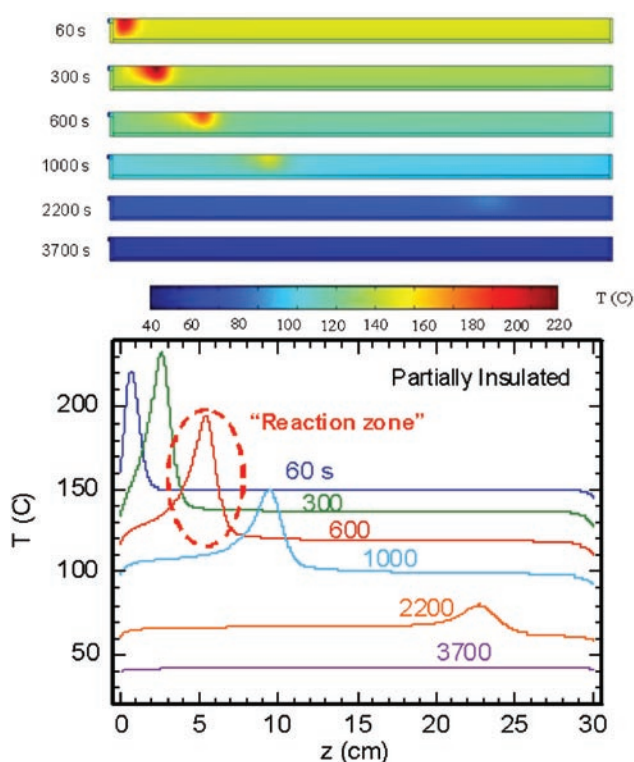 60 s
300 s
600 s
1000 s
2200 s
3700 s
T (C)
40 60 80 100 120 140 160 180 200 220
Partially Insulated
“Reaction zone”
60 s
300
600
1000
2200
3700
T (C)
200
150
100
50
0 5 10 15 20 25 30
z (cm)